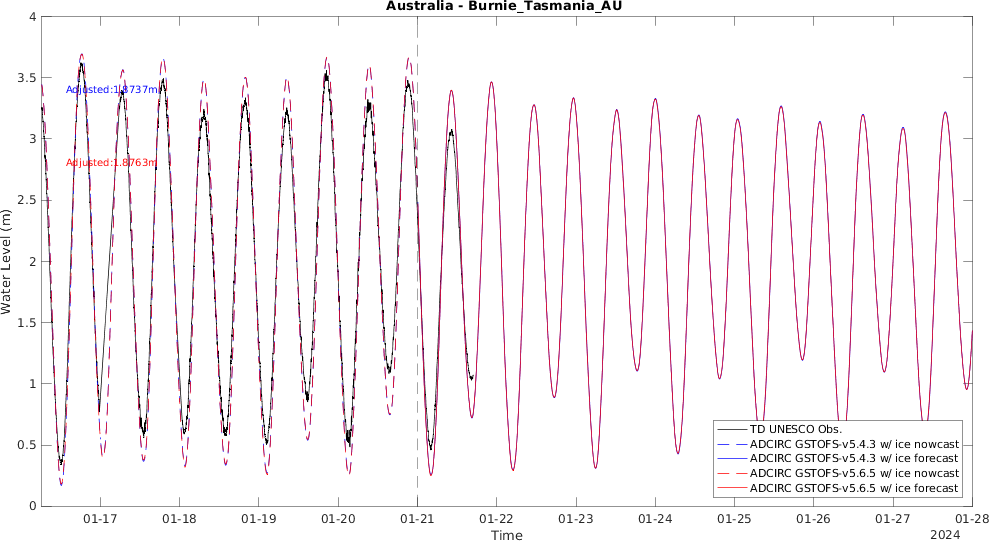 Australia - Burnie_Tasmania_AU
4
3.5
3
2.5
2
1.5
1
0.5
0
Water Level (m)
Adjusted:1.8737m
Adjusted:1.8763m
TD UNESCO Obs.
ADCIRC GSTOFS-v5.4.3 w/ ice nowcast
ADCIRC GSTOFS-v5.4.3 w/ ice forecast
ADCIRC GSTOFS-v5.6.5 w/ ice nowcast
ADCIRC GSTOFS-v5.6.5 w/ ice forecast
01-17 01-18 01-19 01-20 01-21 01-22 01-23 01-24 01-25 01-26 01-27 01-28
Time
2024